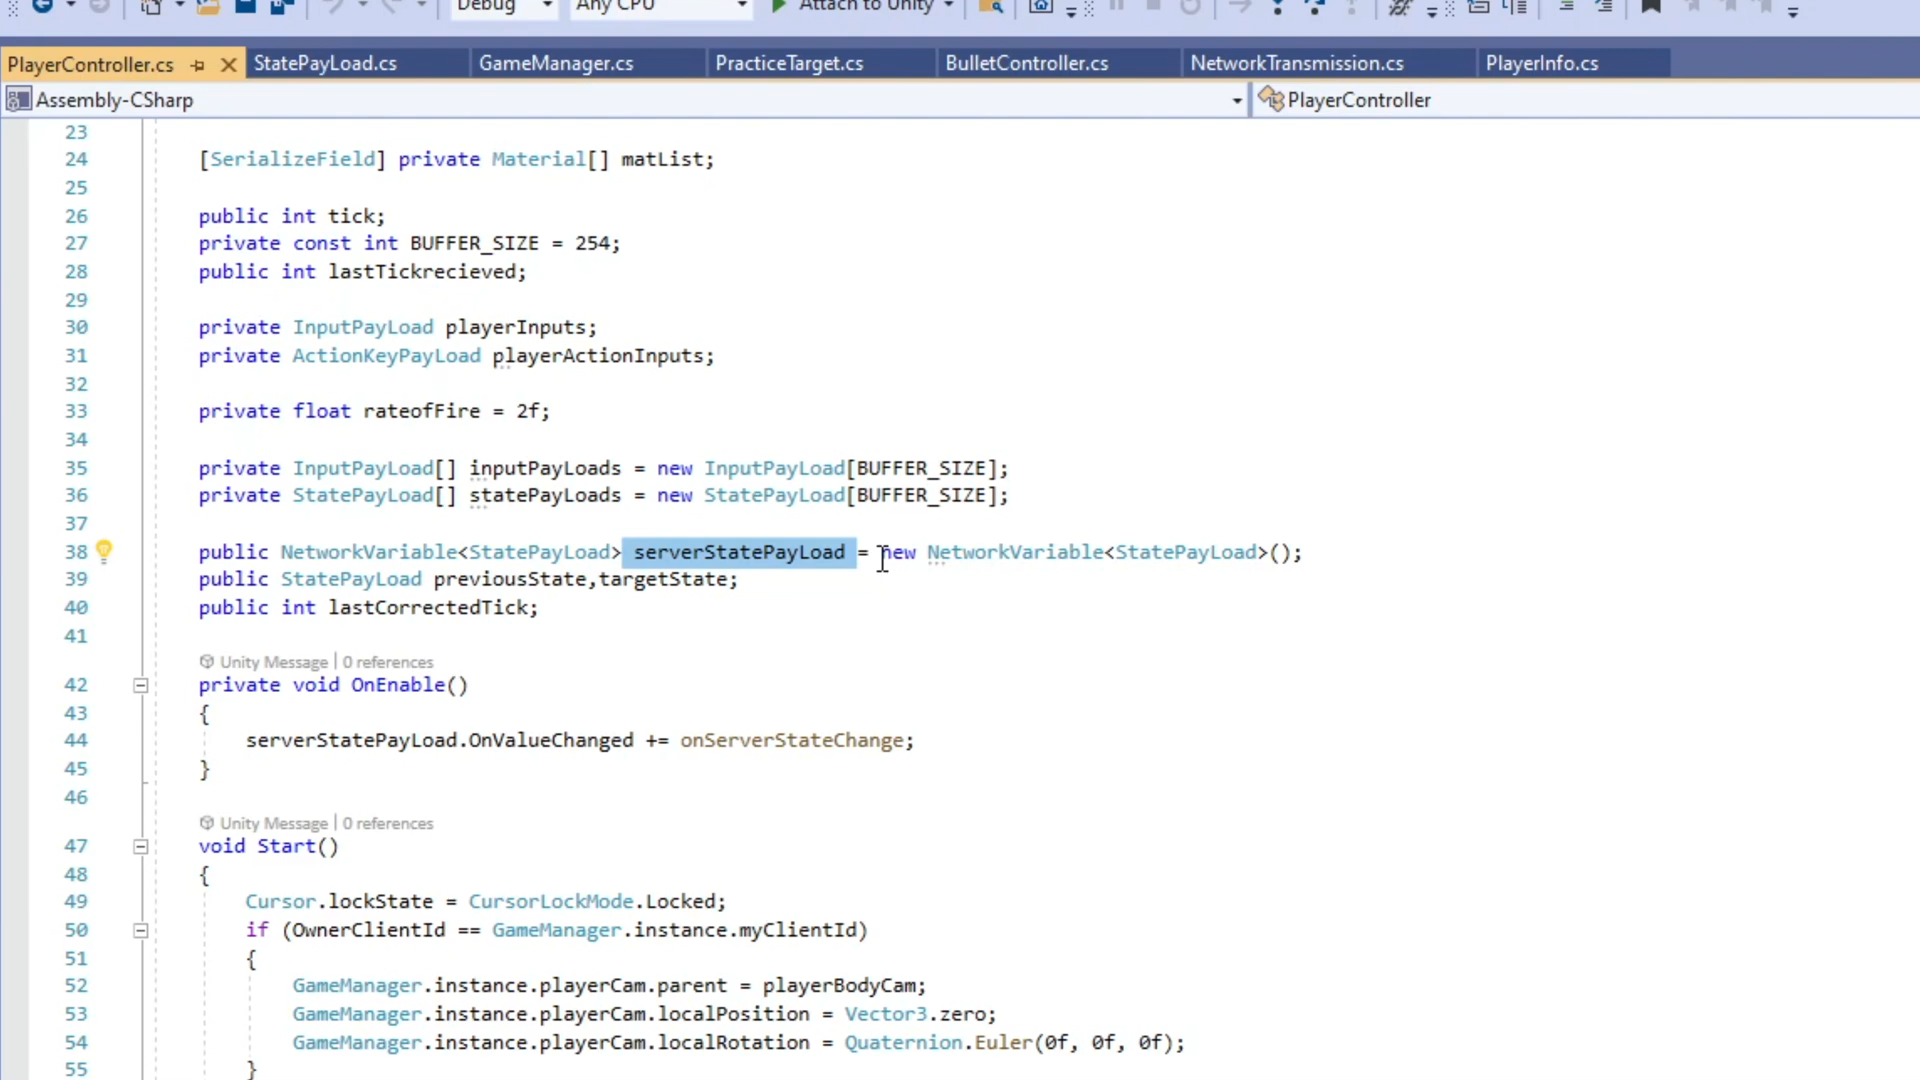 Debug Any CPU Attach to Unity
PlayerController.cs StatePayLoad.cs GameManager.cs PracticeTarget.cs BulletController.cs NetworkTransmission.cs PlayerInfo.cs
Assembly-CSharp PlayerController
23
24 [SerializeField] private Material[] matList;
25
26 public int tick;
27 private const int BUFFER_SIZE = 254;
28 public int lastTickrecieved;
29
30 private InputPayLoad playerInputs;
31 private ActionKeyPayLoad playerActionInputs;
32
33 private float rateofFire = 2f;
34
35 private InputPayLoad[] inputPayLoads = new InputPayLoad[BUFFER_SIZE];
36 private StatePayLoad[] statePayLoads = new StatePayLoad[BUFFER_SIZE];
37
38 public NetworkVariable<StatePayLoad> serverStatePayLoad = new NetworkVariable<StatePayLoad>();
39 public StatePayLoad previousState,targetState;
40 public int lastCorrectedTick;
41
Unity Message | 0 references
42 private void OnEnable()
43 {
44 serverStatePayLoad.OnValueChanged += onServerStateChange;
45 }
46
Unity Message | 0 references
47 void Start()
48 {
49 Cursor.lockState = CursorLockMode.Locked;
50 if (OwnerClientId == GameManager.instance.myClientId)
51 {
52 GameManager.instance.playerCam.parent = playerBodyCam;
53 GameManager.instance.playerCam.localPosition = Vector3.zero;
54 GameManager.instance.playerCam.localRotation = Quaternion.Euler(0f, 0f, 0f);
55 }